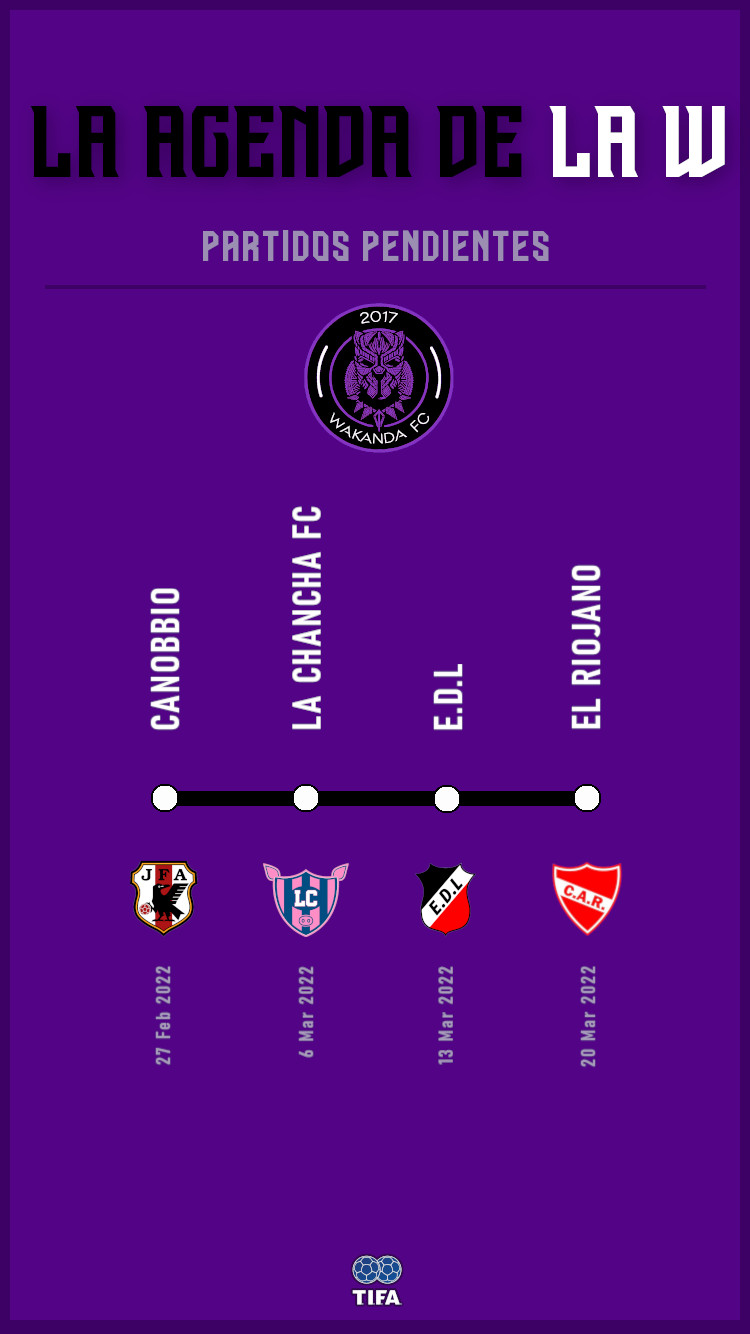 LA AGENDA DE LA W
PARTIDOS PENDIENTES
2017
WAKANDA FC
CANOBBIO
LA CHANCHA FC
E.D.L
EL RIOJANO
JFA
LC
E.D.L
C.A.R.
27 Feb 2022
6 Mar 2022
13 Mar 2022
20 Mar 2022
TIFA